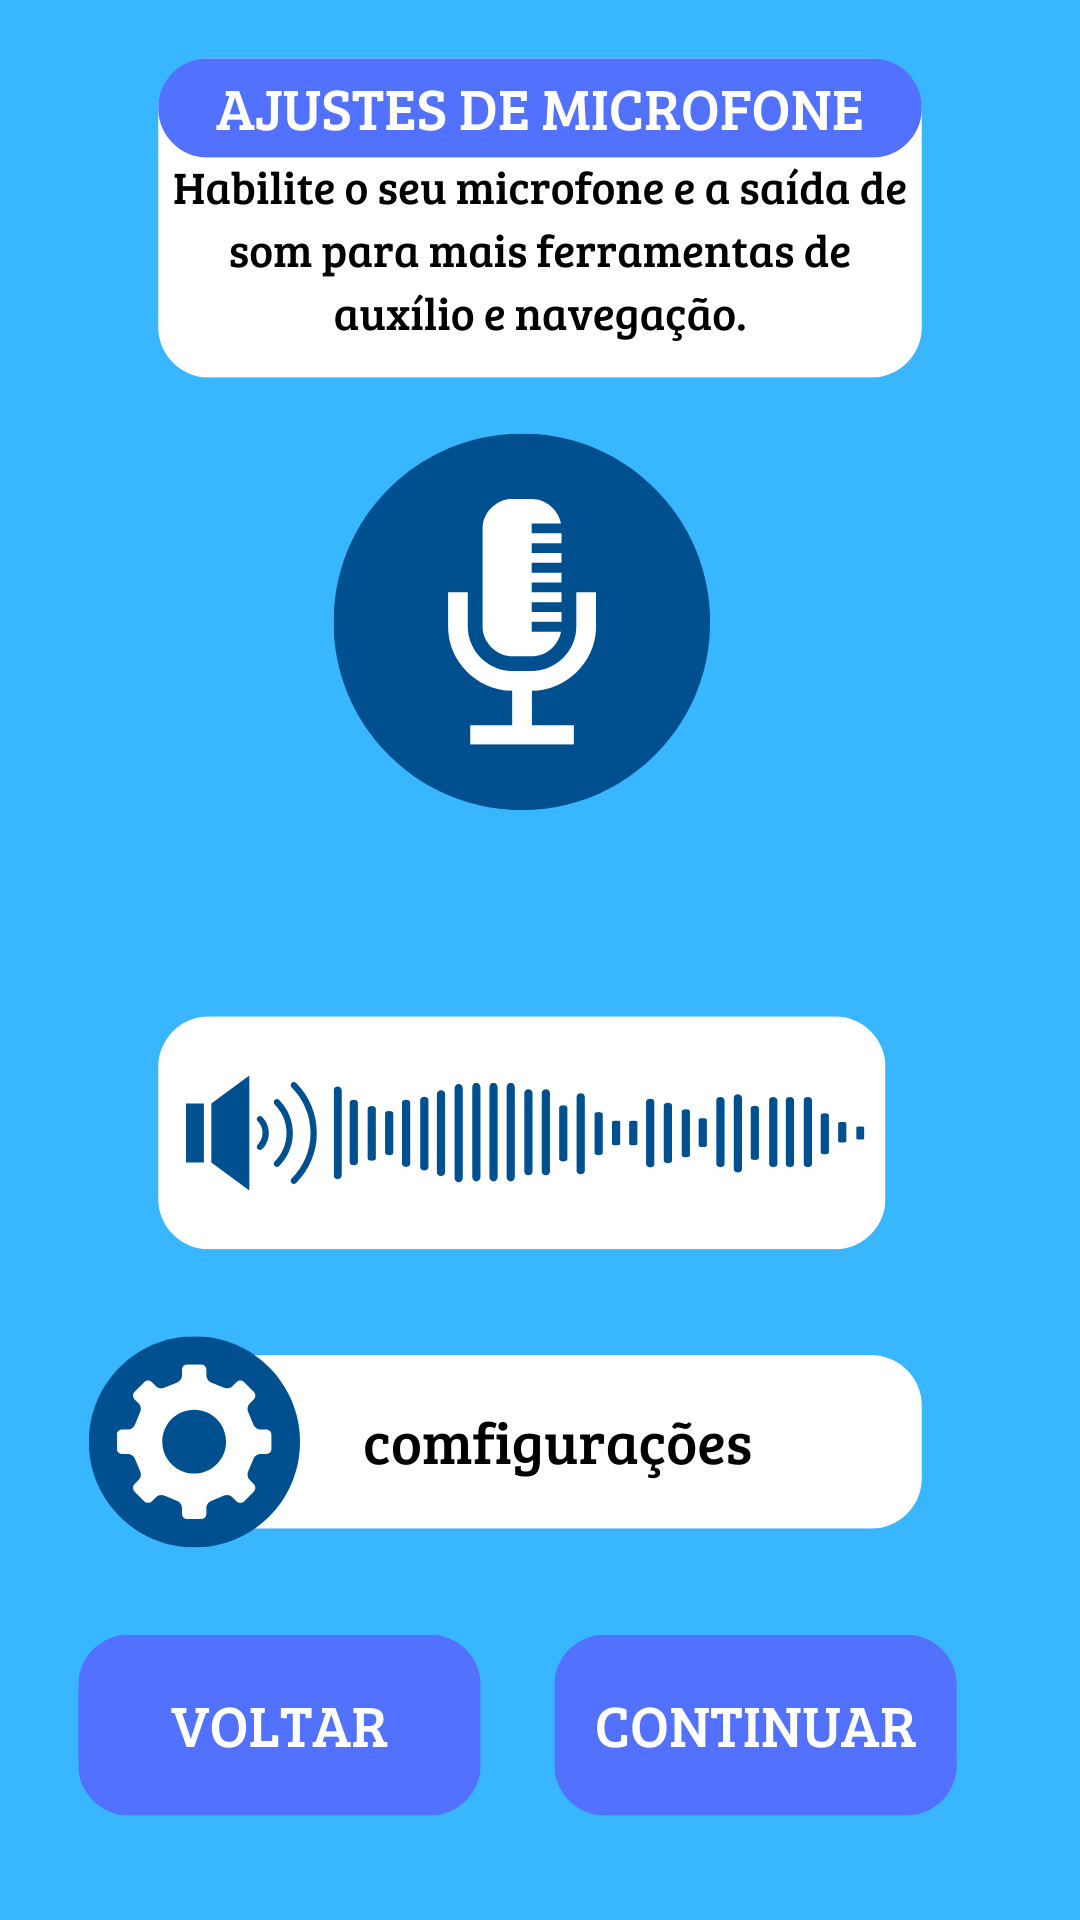 AJUSTES DE MICROFONE
Habilite o seu microfone e a saída de
som para mais ferramentas de
auxílio e navegação.
comfigurações
VOLTAR
CONTINUAR